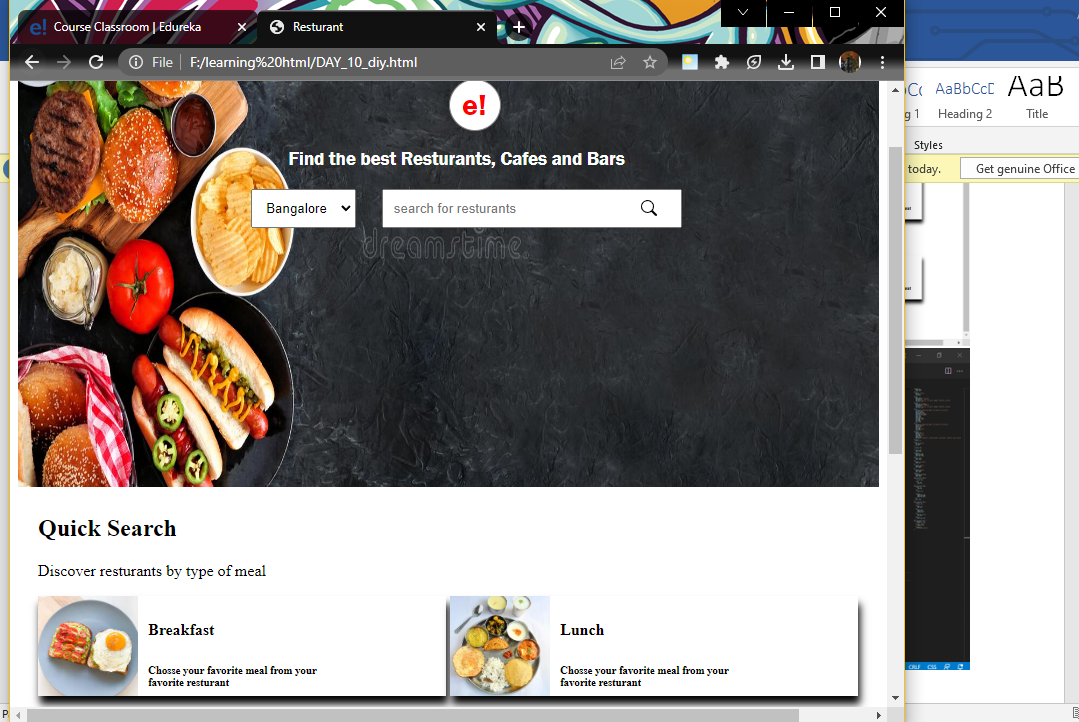 e! Course Classroom | Edureka
Resturant
File
F:/learning%20html/DAY_10_diy.html
e!
Find the best Resturants, Cafes and Bars
Bangalore
search for resturants
dreamstime.
Quick Search
Discover resturants by type of meal
Breakfast
Chosse your favorite meal from your
favorite resturant
Lunch
Chosse your favorite meal from your
favorite resturant
AaBbCcD AaB
g 1 Heading 2 Title
Styles
today. Get genuine Office
CRLF CSS
P